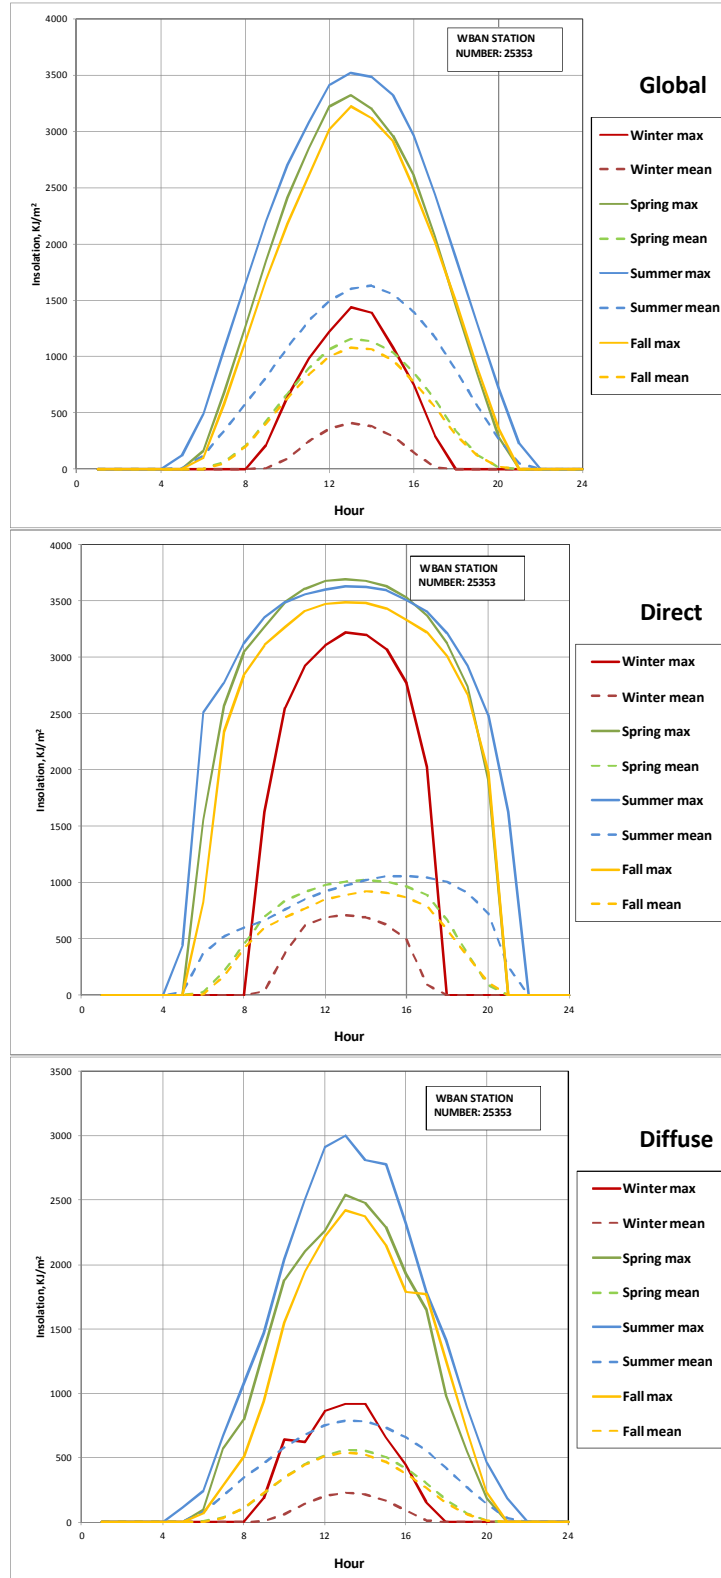 4000
3500
3000
2500
2000
1500
1000
500
0
Insolation, KJ/m²
0 4 8 12 16 20 24
Hour
WBAN STATION
NUMBER: 25353
Global
Winter max
Winter mean
Spring max
Spring mean
Summer max
Summer mean
Fall max
Fall mean
4000
3500
3000
2500
2000
1500
1000
500
0
Insolation, KJ/m²
0 4 8 12 16 20 24
Hour
WBAN STATION
NUMBER: 25353
Direct
Winter max
Winter mean
Spring max
Spring mean
Summer max
Summer mean
Fall max
Fall mean
3500
3000
2500
2000
1500
1000
500
0
Insolation, KJ/m²
0 4 8 12 16 20 24
Hour
WBAN STATION
NUMBER: 25353
Diffuse
Winter max
Winter mean
Spring max
Spring mean
Summer max
Summer mean
Fall max
Fall mean